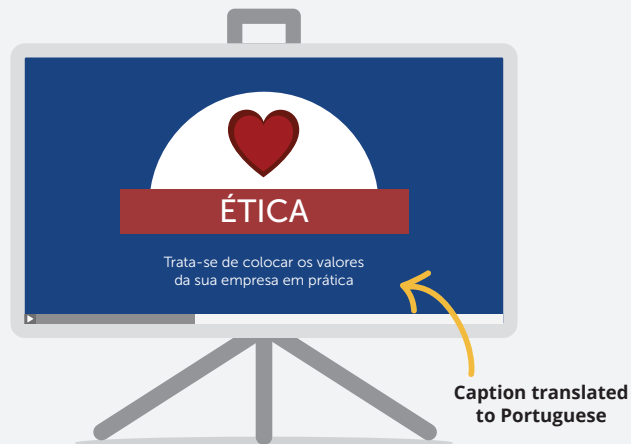 ÉTICA
Trata-se de colocar os valores
da sua empresa em prática
Caption translated
to Portuguese